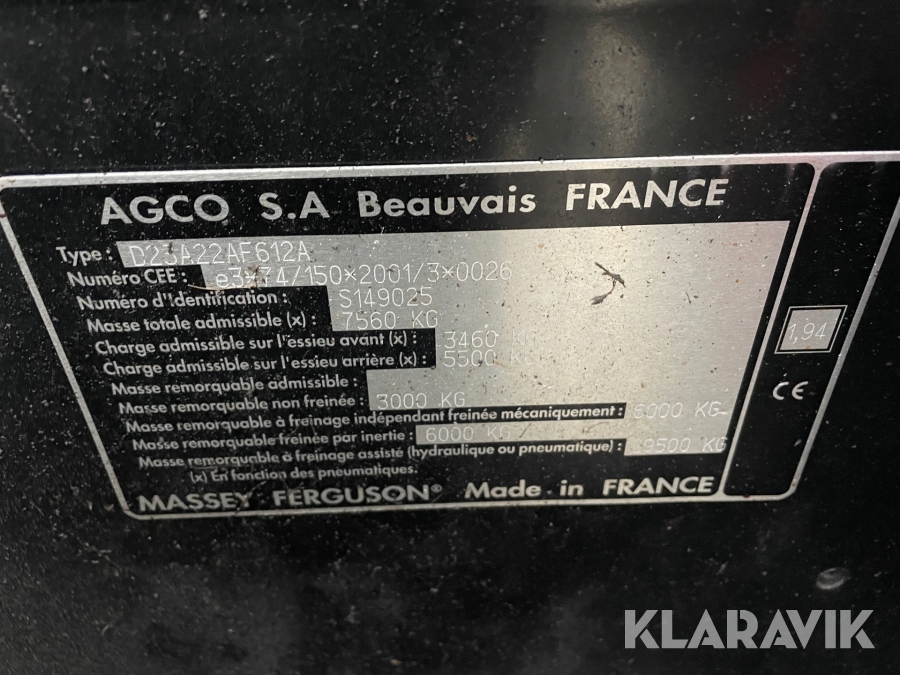 AGCO S.A Beauvais FRANCE
Type : D23A22AF612A
Numéro CEE : e3*74/150*2001/3*0026
Numéro d'Identification : S149025
Masse totale admissible (x) : 7560 KG
Charge admissible sur l'essieu avant (x) : 3460
Charge admissible sur l'essieu arrière (x) : 5500 KG
Masse remorquable admissible :
Masse remorquable non freinée : 3000 KG
Masse remorquable à freinage indépendant freinée mécaniquement : 6000 KG
Masse remorquable freinée par inertie : 6000 KG
Masse remorquable à freinage assisté (hydraulique ou pneumatique) : KG
(x) En fonction des pneumatiques.
MASSEY FERGUSON® Made in FRANCE
1,94
CE
KLARAVIK